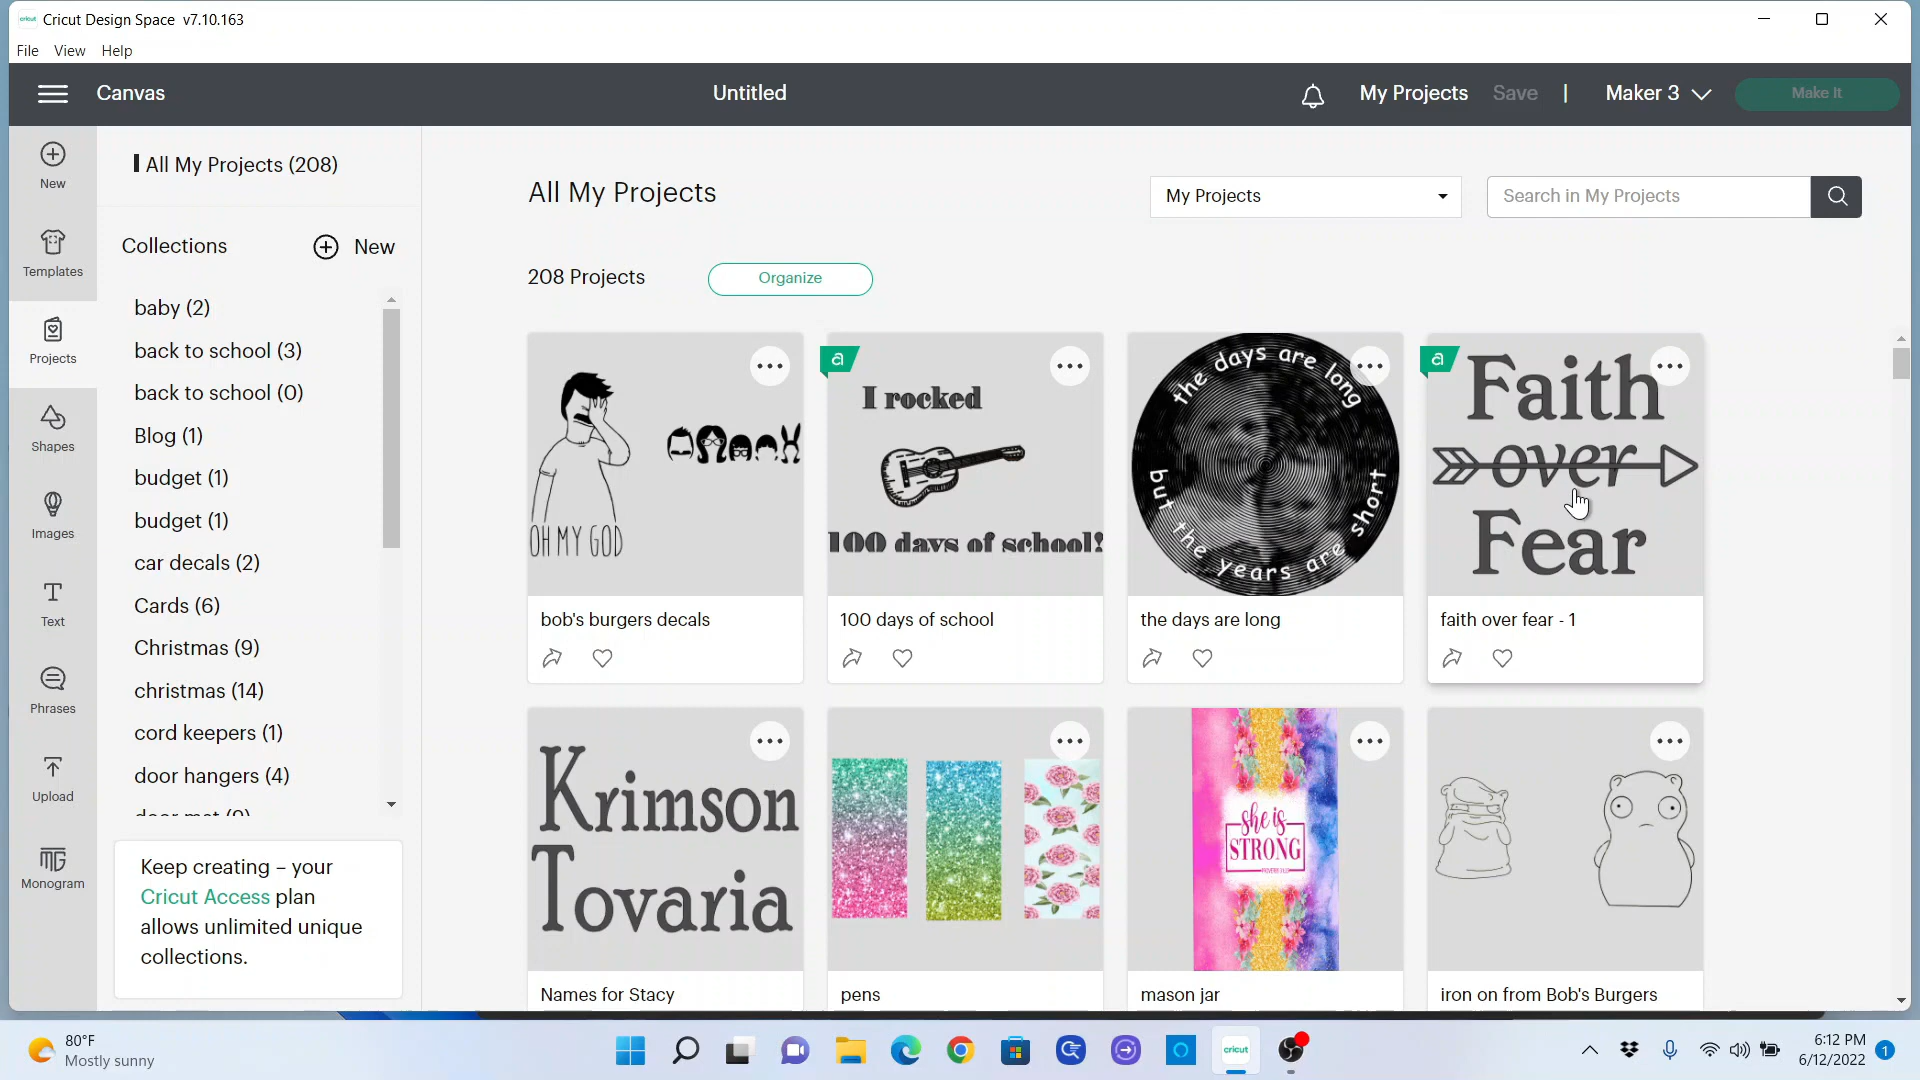 cricut Cricut Design Space v7.10.163
File View Help
Canvas
Untitled
My Projects Save | Maker 3
Make It
New
Templates
Projects
Shapes
Images
Text
Phrases
Upload
MG
Monogram
All My Projects (208)
Collections
New
baby (2)
back to school (3)
back to school (0)
Blog (1)
budget (1)
budget (1)
car decals (2)
Cards (6)
Christmas (9)
christmas (14)
cord keepers (1)
door hangers (4)
Keep creating – your
Cricut Access plan
allows unlimited unique
collections.
All My Projects
My Projects
Search in My Projects
208 Projects
Organize
OH MY GOD
bob's burgers decals
a
I rocked
100 days of school!
100 days of school
the days are long
but the years are short
the days are long
a
Faith
over
Fear
faith over fear - 1
Krimson
Tovaria
Names for Stacy
pens
she is
STRONG
mason jar
iron on from Bob's Burgers
80°F
Mostly sunny
cricut
6:12 PM
6/12/2022
1